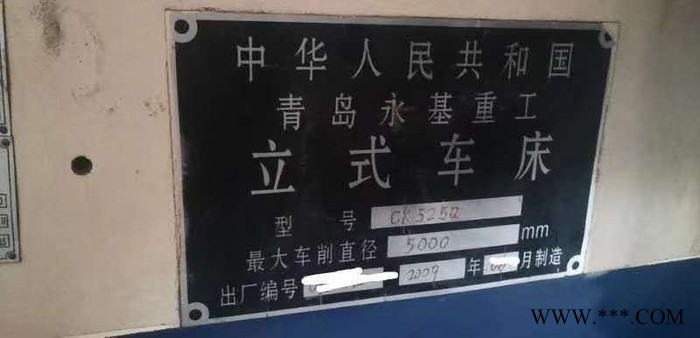 中华人民共和国
青岛永基重工
立式车床
型号 CK5250
最大车削直径 5000 mm
出厂编号 2009 年 月制造
WWW.***.COM